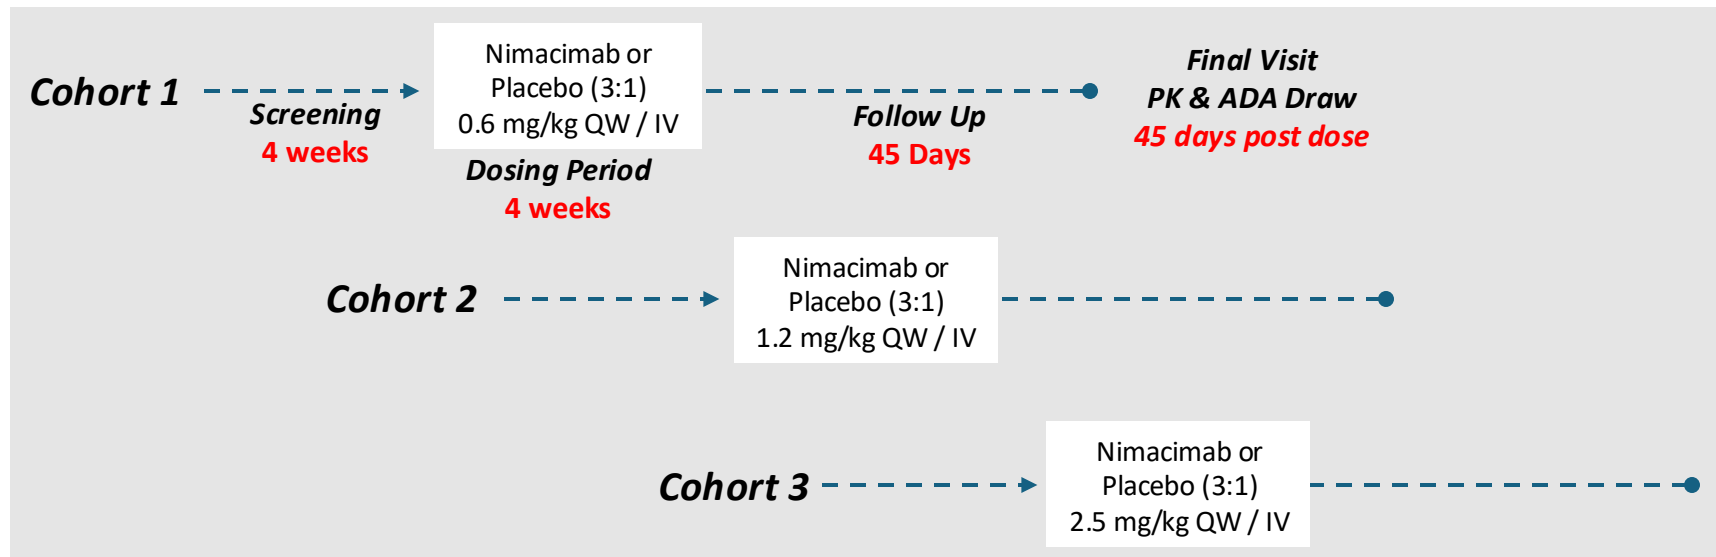 Cohort 1
Screening
4 weeks
Nimacimab or
Placebo (3:1)
0.6 mg/kg QW / IV
Dosing Period
4 weeks
Follow Up
45 Days
Final Visit
PK & ADA Draw
45 days post dose
Cohort 2
Nimacimab or
Placebo (3:1)
1.2 mg/kg QW / IV
Cohort 3
Nimacimab or
Placebo (3:1)
2.5 mg/kg QW / IV